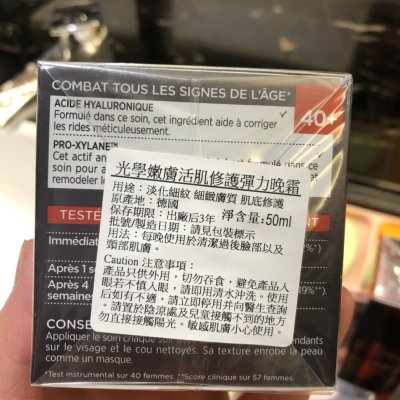 COMBAT TOUS LES SIGNES DE L'ÂGE*
ACIDE HYALURONIQUE
Formulé dans ce soin, cet ingrédient aide à corriger
les rides méticuleusement.
40+
PRO-XYLANE™
Cet actif an
formulé dans ce
soin pour a
remodeler l
光學嫩膚活肌修護彈力晚霜
用途：淡化細紋 細緻膚質 肌底修護
原產地：德國
保存期限：出廠后3年 淨含量:50ml
批號/製造日期：請見包裝標示
用法：每晚使用於清潔過後臉部以及
頸部肌膚。
Caution 注意事項：
產品只供外用，切勿吞食，避免產品入
眼若不慎入眼，請即用清水沖洗。使用
后如有不適，請立即停用并向醫生查詢
。請置於陰涼處及兒童接觸不到的地方
勿直接接觸陽光。敏感肌膚小心使用。
TESTÉ
MENT
Immédiat
Après 1 s
Après 4
semaines
CONSE
Appliquer le soin chaque
sur le visage et le cou nettoyés. Sa texture enrobe la peau
comme un masque.
*Test instrumental sur 40 femmes. **Score clinique sur 57 femmes.